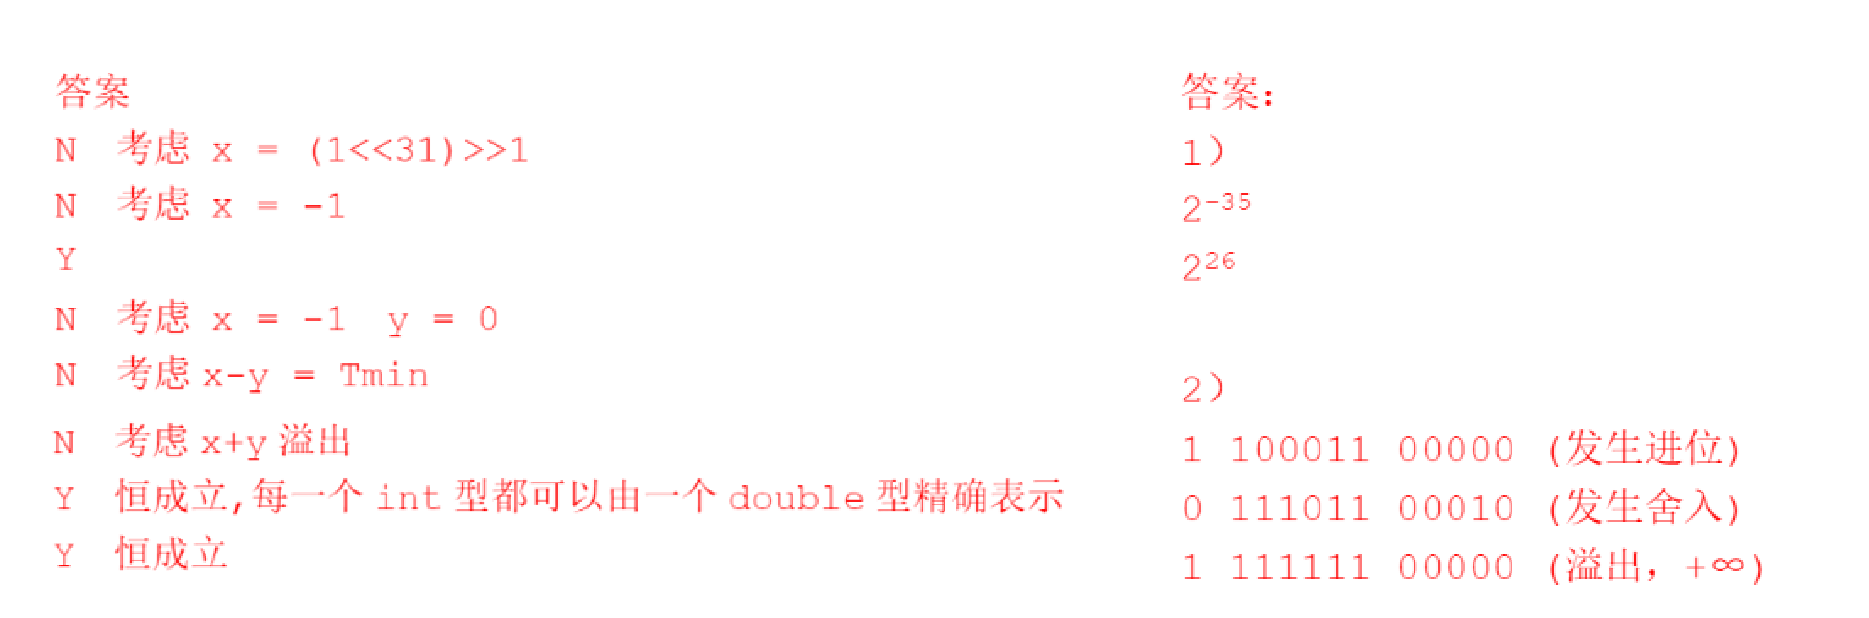 答案
N 考虑 x = (1<<31)>>1
N 考虑 x = -1
Y
N 考虑 x = -1 y = 0
N 考虑 x-y = Tmin
N 考虑 x+y 溢出
Y 恒成立,每一个 int 型都可以由一个 double 型精确表示
Y 恒成立
答案:
1)
2⁻³⁵
2²⁶
2)
1 100011 00000 (发生进位)
0 111011 00010 (发生舍入)
1 111111 00000 (溢出，+∞)